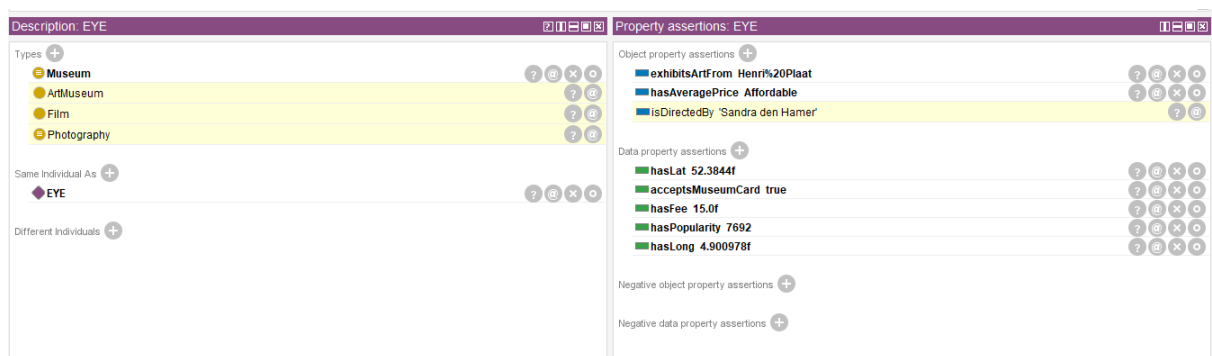 Description: EYE
Types
Museum
ArtMuseum
Film
Photography
Same Individual As
EYE
Different Individuals
Property assertions: EYE
Object property assertions
exhibitsArtFrom Henri%20Plaat
hasAveragePrice Affordable
isDirectedBy 'Sandra den Hamer'
Data property assertions
hasLat 52.3844f
acceptsMuseumCard true
hasFee 15.0f
hasPopularity 7692
hasLong 4.900978f
Negative object property assertions
Negative data property assertions